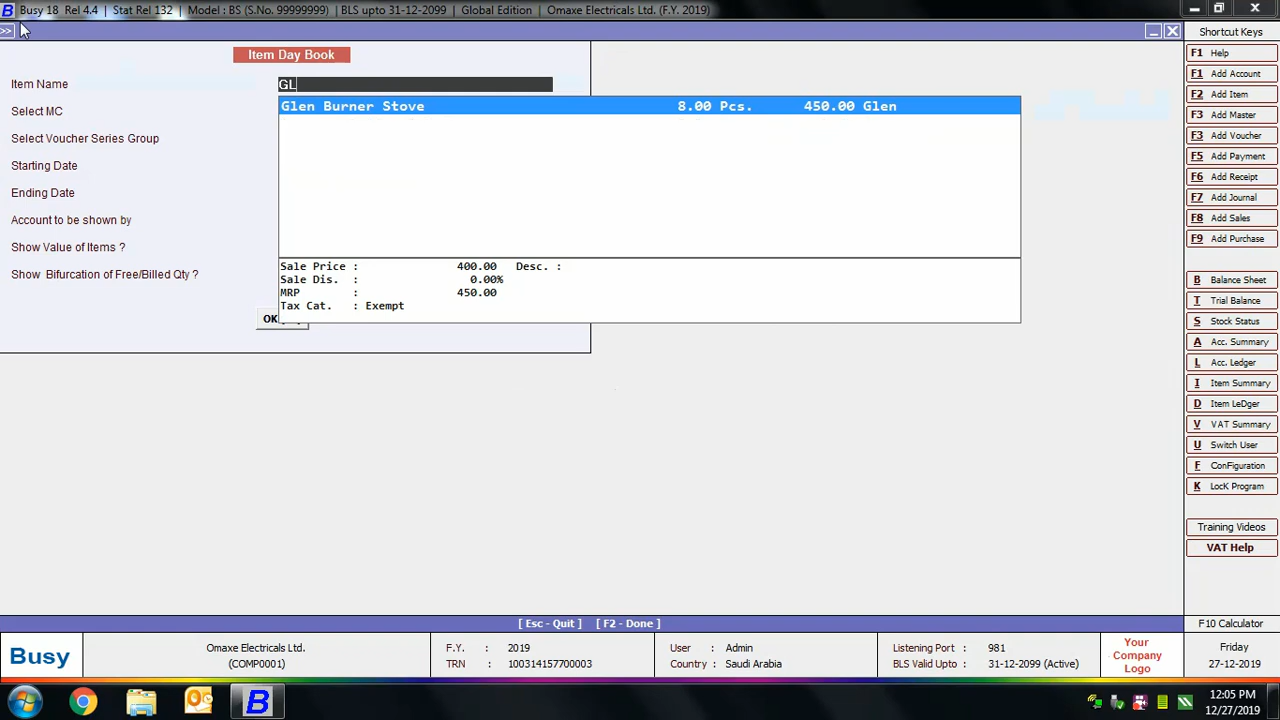 Busy 18 Rel 4.4 | Stat Rel 132 | Model : BS (S.No. 99999999) | BLS upto 31-12-2099 | Global Edition | Omaxe Electricals Ltd. (F.Y. 2019)
>>
Item Day Book
Item Name GL
Glen Burner Stove 8.00 Pcs. 450.00 Glen
Select MC
Select Voucher Series Group
Starting Date
Ending Date
Account to be shown by
Show Value of Items ?
Show Bifurcation of Free/Billed Qty ?
Sale Price : 400.00 Desc. :
Sale Dis. : 0.00%
MRP : 450.00
Tax Cat. : Exempt
OK
Shortcut Keys
F1 Help
F1 Add Account
F2 Add Item
F3 Add Master
F3 Add Voucher
F5 Add Payment
F6 Add Receipt
F7 Add Journal
F8 Add Sales
F9 Add Purchase
B Balance Sheet
T Trial Balance
S Stock Status
A Acc. Summary
L Acc. Ledger
I Item Summary
D Item LeDger
V VAT Summary
U Switch User
F ConFiguration
K LocK Program
Training Videos
VAT Help
[ Esc - Quit ] [ F2 - Done ]
F10 Calculator
Busy
Omaxe Electricals Ltd.
(COMP0001)
F.Y. : 2019
TRN : 100314157700003
User : Admin
Country : Saudi Arabia
Listening Port : 981
BLS Valid Upto : 31-12-2099 (Active)
Your
Company
Logo
Friday
27-12-2019
B
12:05 PM
12/27/2019